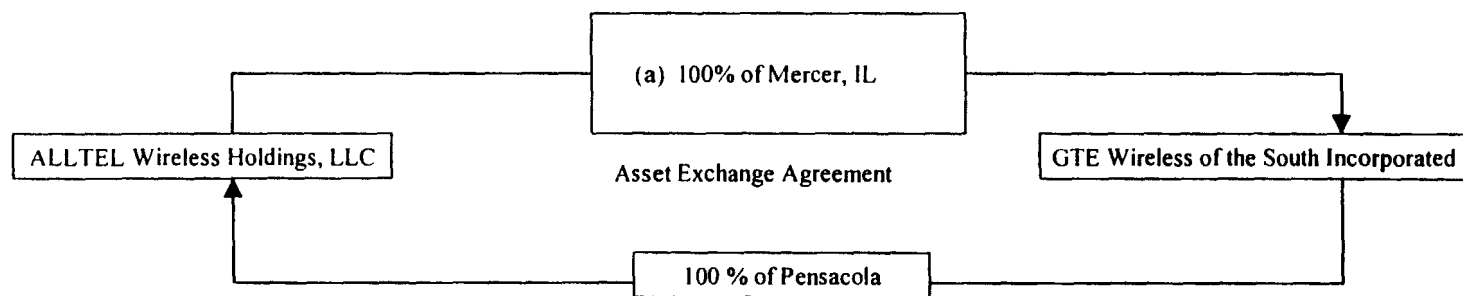 (a) 100% of Mercer, IL
ALLTEL Wireless Holdings, LLC
GTE Wireless of the South Incorporated
Asset Exchange Agreement
100 % of Pensacola